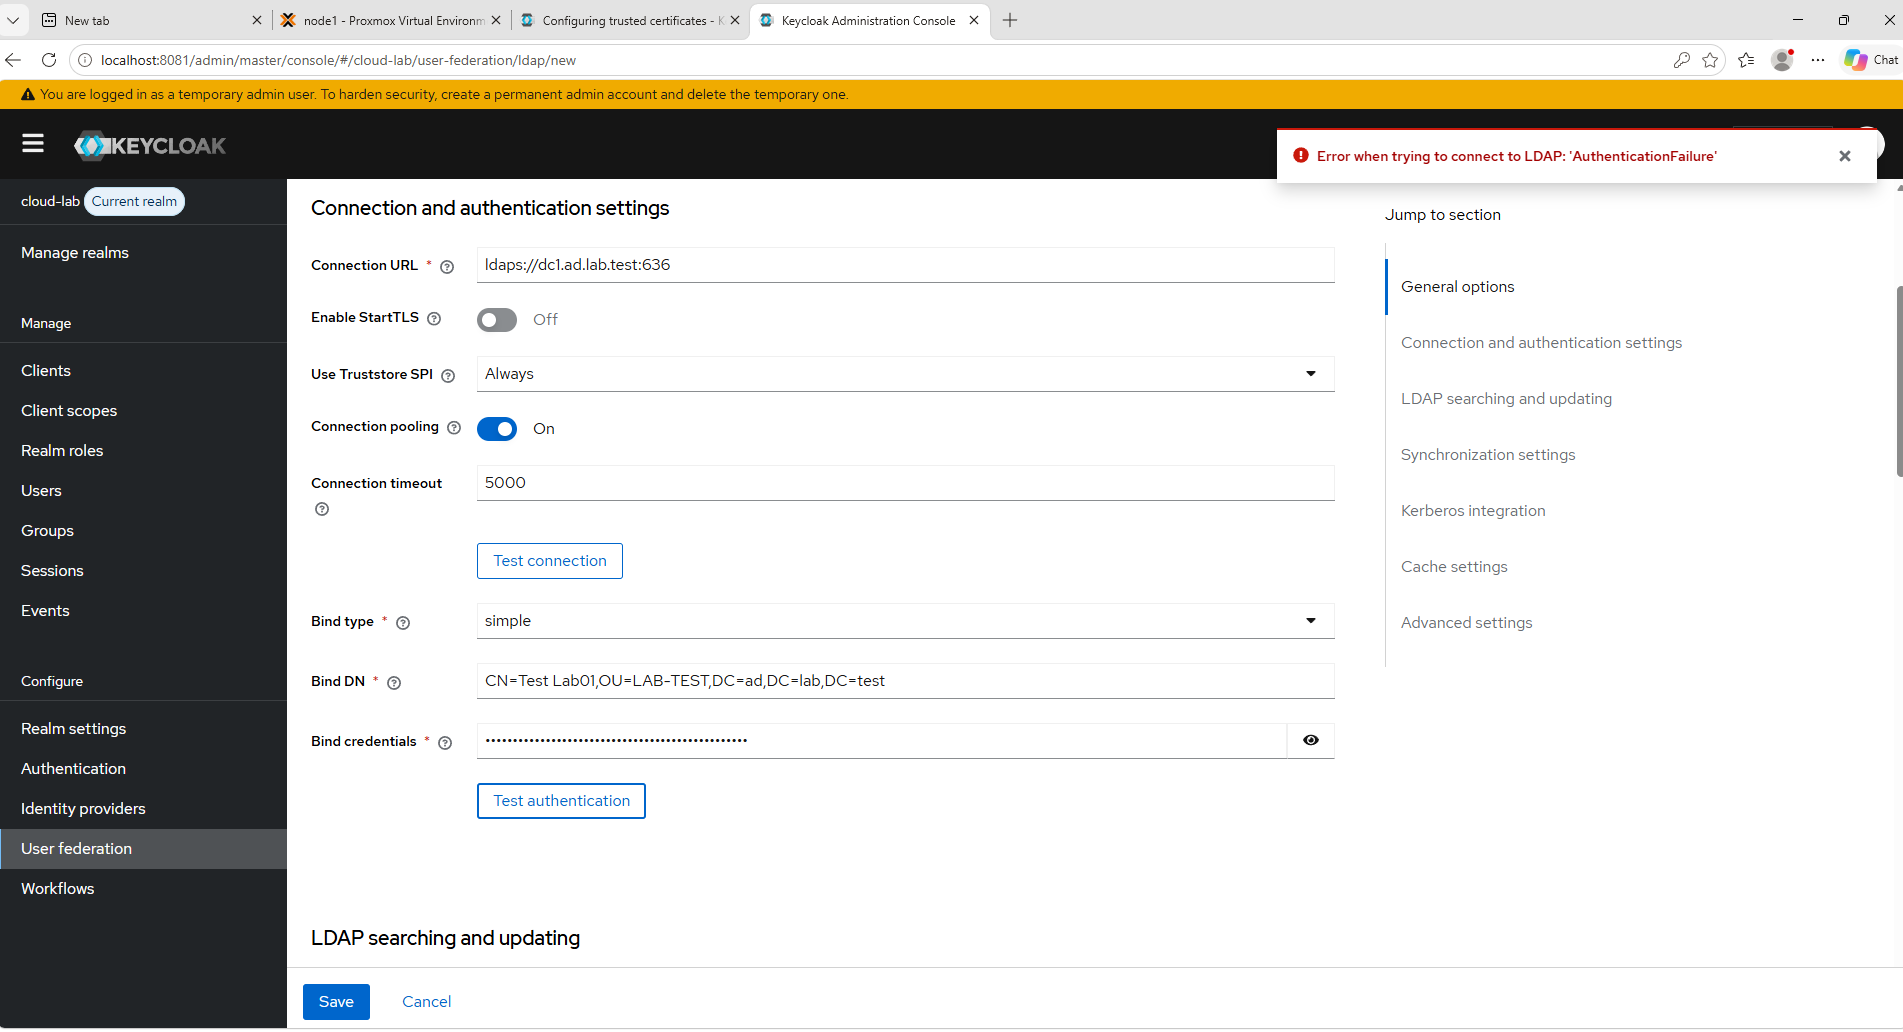 New tab
node1 - Proxmox Virtual Environm
Configuring trusted certificates - K
Keycloak Administration Console
localhost:8081/admin/master/console/#/cloud-lab/user-federation/ldap/new
Chat
You are logged in as a temporary admin user. To harden security, create a permanent admin account and delete the temporary one.
KEYCLOAK
Error when trying to connect to LDAP: 'AuthenticationFailure'
cloud-lab Current realm
Manage realms
Manage
Clients
Client scopes
Realm roles
Users
Groups
Sessions
Events
Configure
Realm settings
Authentication
Identity providers
User federation
Workflows
Connection and authentication settings
Connection URL * ldaps://dc1.ad.lab.test:636
Enable StartTLS Off
Use Truststore SPI Always
Connection pooling On
Connection timeout 5000
Test connection
Bind type * simple
Bind DN * CN=Test Lab01,OU=LAB-TEST,DC=ad,DC=lab,DC=test
Bind credentials *
Test authentication
LDAP searching and updating
Save Cancel
Jump to section
General options
Connection and authentication settings
LDAP searching and updating
Synchronization settings
Kerberos integration
Cache settings
Advanced settings